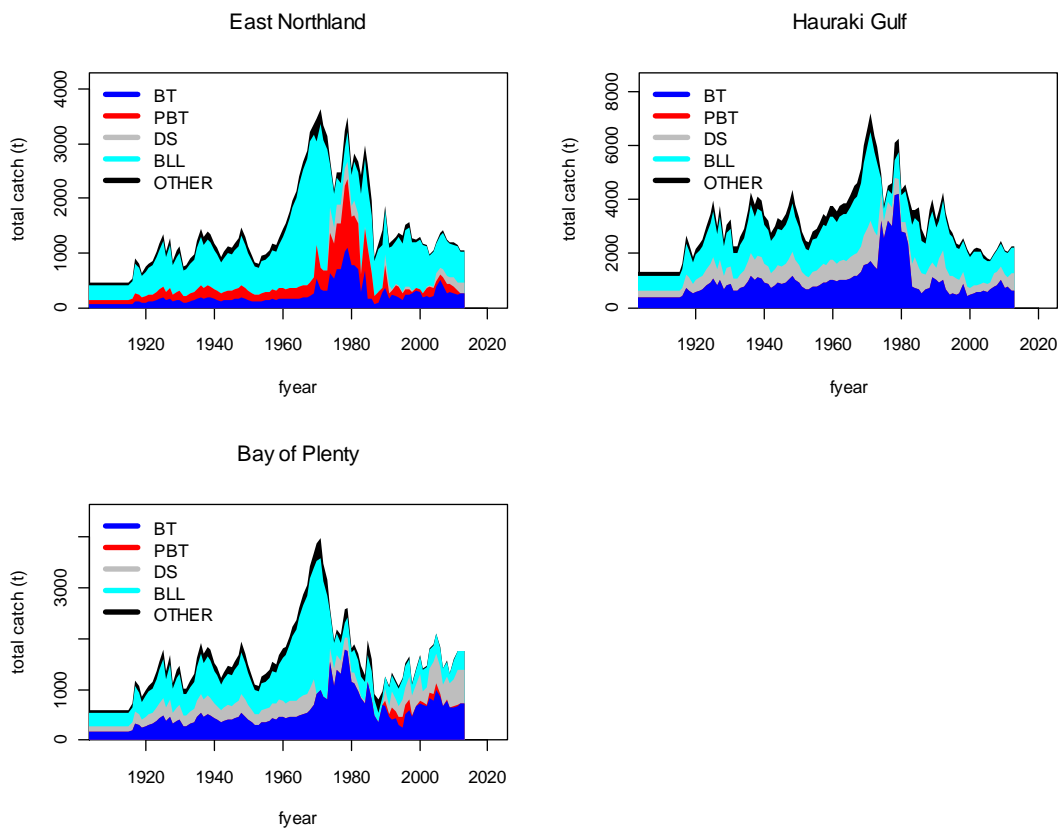 East Northland
total catch (t)
4000
3000
2000
1000
0
BT
PBT
DS
BLL
OTHER
1920 1940 1960 1980 2000 2020
fyear
Hauraki Gulf
total catch (t)
8000
6000
4000
2000
0
BT
PBT
DS
BLL
OTHER
1920 1940 1960 1980 2000 2020
fyear
Bay of Plenty
total catch (t)
3000
1000
0
BT
PBT
DS
BLL
OTHER
1920 1940 1960 1980 2000 2020
fyear